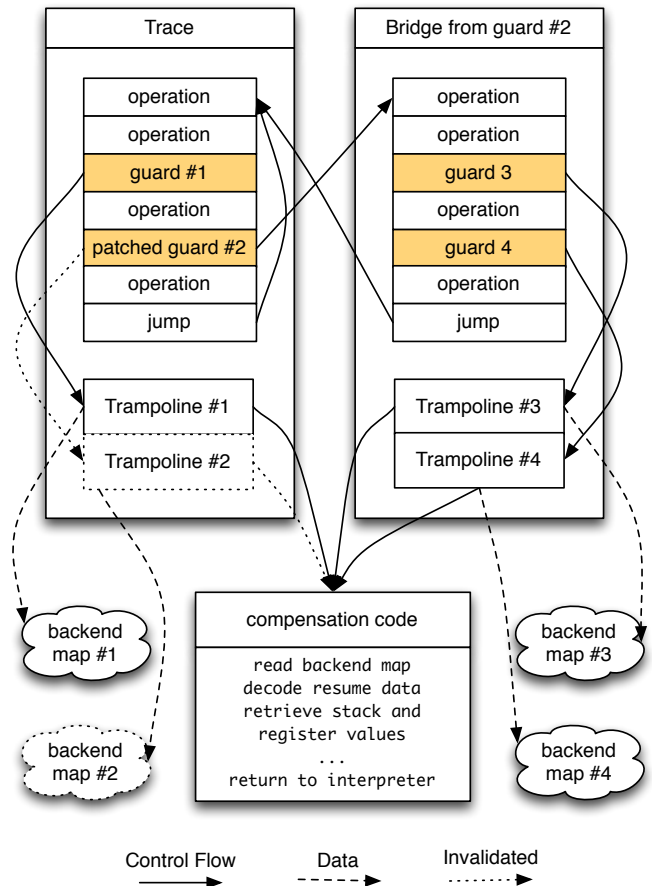 Trace
operation
operation
guard #1
operation
patched guard #2
operation
jump
Trampoline #1
Trampoline #2
Bridge from guard #2
operation
operation
guard 3
operation
guard 4
operation
jump
Trampoline #3
Trampoline #4
backend
map #1
backend
map #2
compensation code
read backend map
decode resume data
retrieve stack and
register values
...
return to interpreter
backend
map #3
backend
map #4
Control Flow
Data
Invalidated